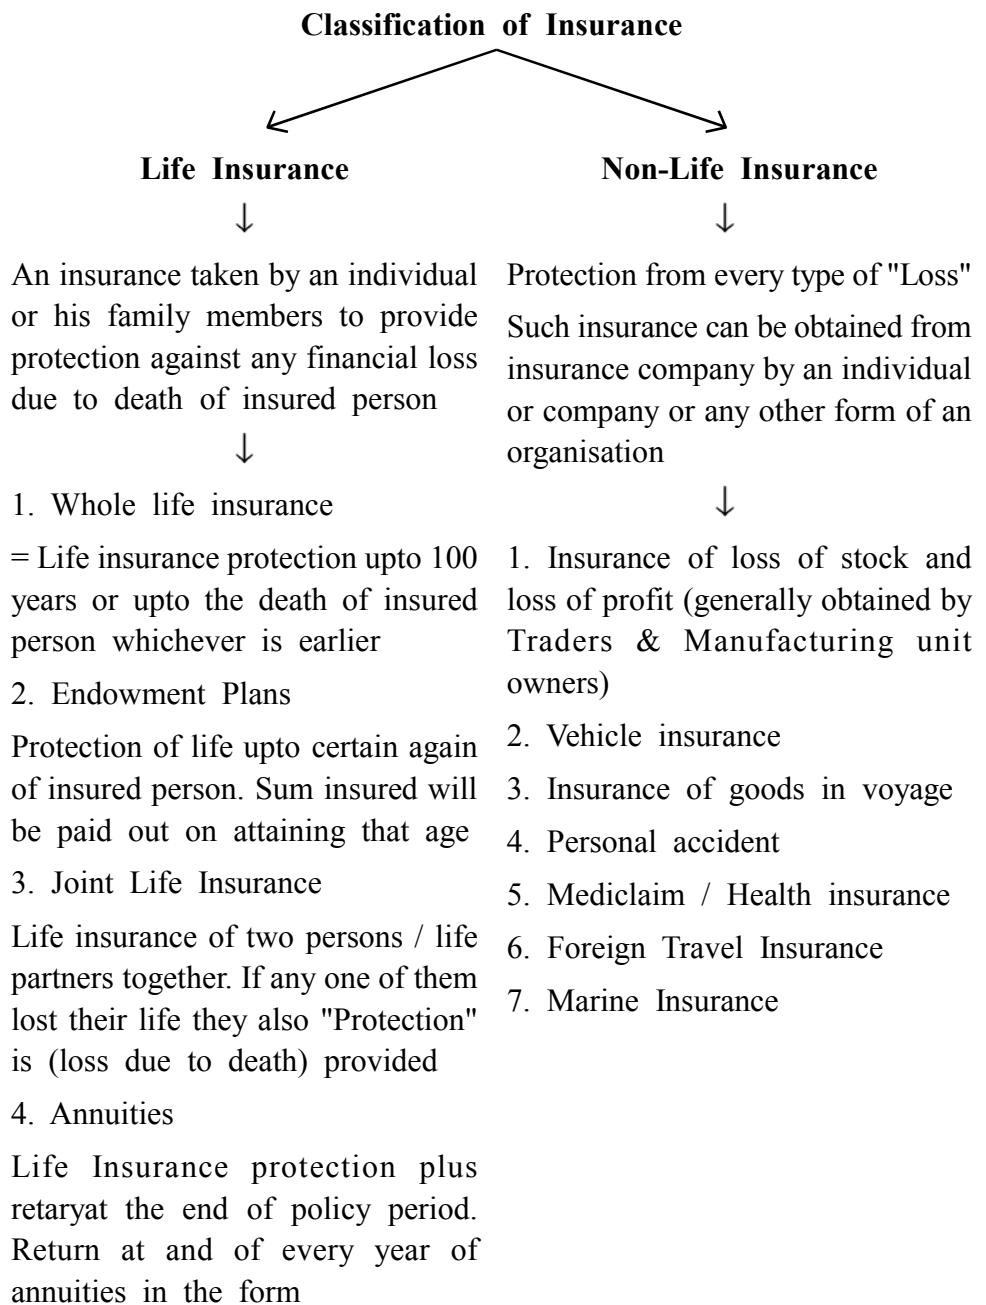 Classification of Insurance
Life Insurance
↓
An insurance taken by an individual
or his family members to provide
protection against any financial loss
due to death of insured person
↓
1. Whole life insurance
= Life insurance protection upto 100
years or upto the death of insured
person whichever is earlier
2. Endowment Plans
Protection of life upto certain again
of insured person. Sum insured will
be paid out on attaining that age
3. Joint Life Insurance
Life insurance of two persons / life
partners together. If any one of them
lost their life they also "Protection"
is (loss due to death) provided
4. Annuities
Life Insurance protection plus
retaryat the end of policy period.
Return at and of every year of
annuities in the form
Non-Life Insurance
↓
Protection from every type of "Loss"
Such insurance can be obtained from
insurance company by an individual
or company or any other form of an
organisation
↓
1. Insurance of loss of stock and
loss of profit (generally obtained by
Traders & Manufacturing unit
owners)
2. Vehicle insurance
3. Insurance of goods in voyage
4. Personal accident
5. Mediclaim / Health insurance
6. Foreign Travel Insurance
7. Marine Insurance